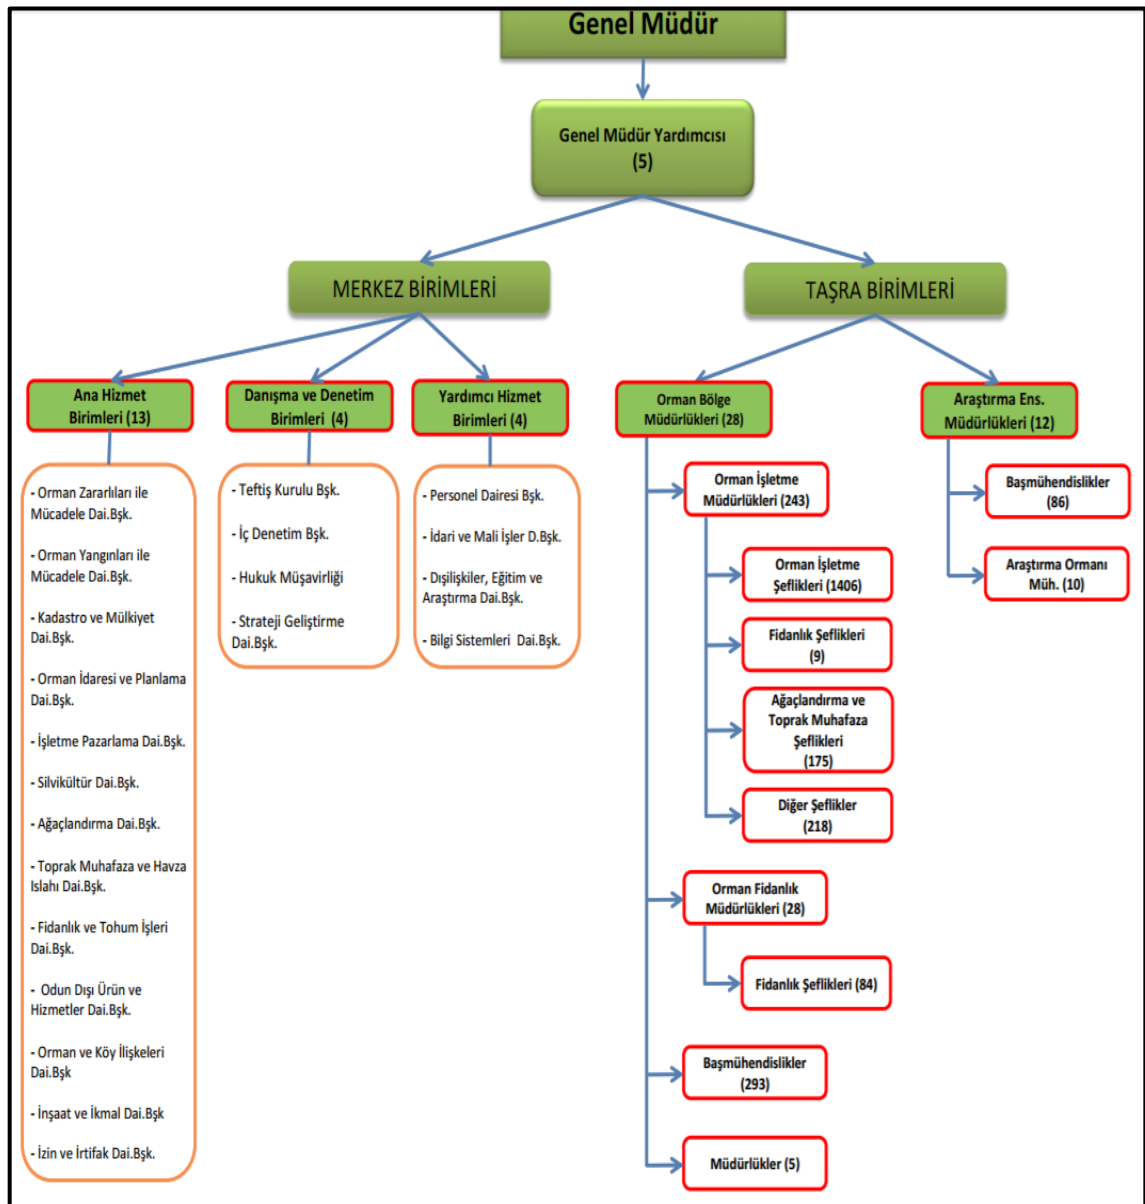 Genel Müdür
Genel Müdür Yardımcısı
(5)
MERKEZ BİRİMLERİ
TAŞRA BİRİMLERİ
Ana Hizmet
Birimleri (13)
Danışma ve Denetim
Birimleri (4)
Yardımcı Hizmet
Birimleri (4)
Orman Bölge
Müdürlükleri (28)
Araştırma Ens.
Müdürlükleri (12)
- Orman Zararlıları ile
Mücadele Dai.Bşk.
- Orman Yangınları ile
Mücadele Dai.Bşk.
- Kadastro ve Mülkiyet
Dai.Bşk.
- Orman İdaresi ve Planlama
Dai.Bşk.
- İşletme Pazarlama Dai.Bşk.
- Silvikültür Dai.Bşk.
- Ağaçlandırma Dai.Bşk.
- Toprak Muhafaza ve Havza
Islahı Dai.Bşk.
- Fidanlık ve Tohum İşleri
Dai.Bşk.
- Odun Dışı Ürün ve
Hizmetler Dai.Bşk.
- Orman ve Köy İlişkeleri
Dai.Bşk
- İnşaat ve İkmal Dai.Bşk
- İzin ve İrtifak Dai.Bşk.
- Teftiş Kurulu Bşk.
- İç Denetim Bşk.
- Hukuk Müşavirliği
- Strateji Geliştirme
Dai.Bşk.
- Personel Dairesi Bşk.
- İdari ve Mali İşler D.Bşk.
- Dışilişkiler, Eğitim ve
Araştırma Dai.Bşk.
- Bilgi Sistemleri Dai.Bşk.
Orman İşletme
Müdürlükleri (243)
Orman İşletme
Şeflikleri (1406)
Fidanlık Şeflikleri
(9)
Ağaçlandırma ve
Toprak Muhafaza
Şeflikleri
(175)
Diğer Şeflikler
(218)
Orman Fidanlık
Müdürlükleri (28)
Fidanlık Şeflikleri (84)
Başmühendislikler
(293)
Müdürlükler (5)
Başmühendislikler
(86)
Araştırma Ormanı
Müh. (10)